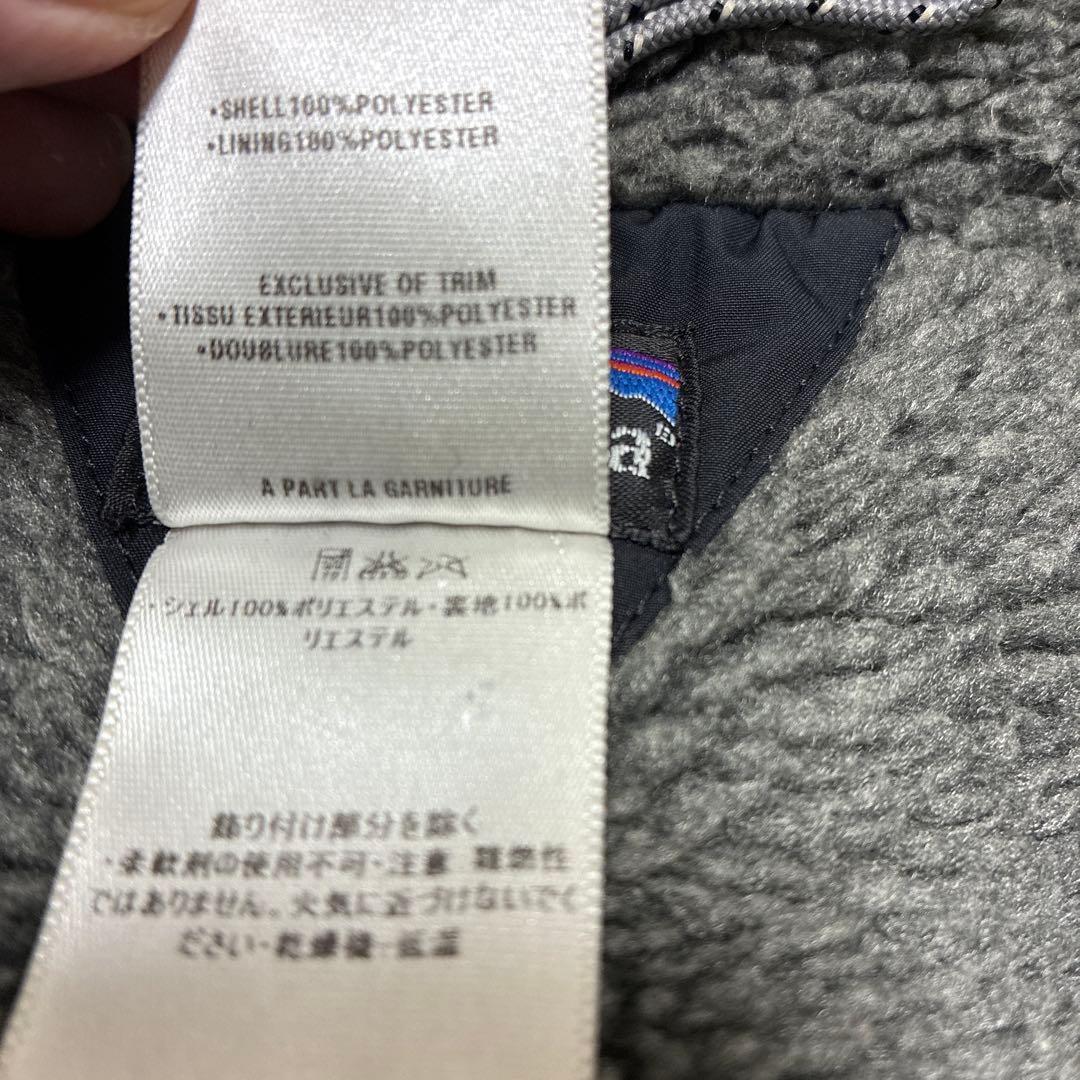 •SHELL100%POLYESTER
•LINING100%POLYESTER
EXCLUSIVE OF TRIM
•TISSU EXTERIEUR100%POLYESTER
•DOUBLURE100%POLYESTER
A PART LA GARNITURE
a®
・シェル100%ポリエステル・裏地100%ポ
リエステル
飾り付け部分を除く
・柔軟剤の使用不可・注意 難燃性
ではありません。火気に近づけないでく
ださい・乾燥機・低温